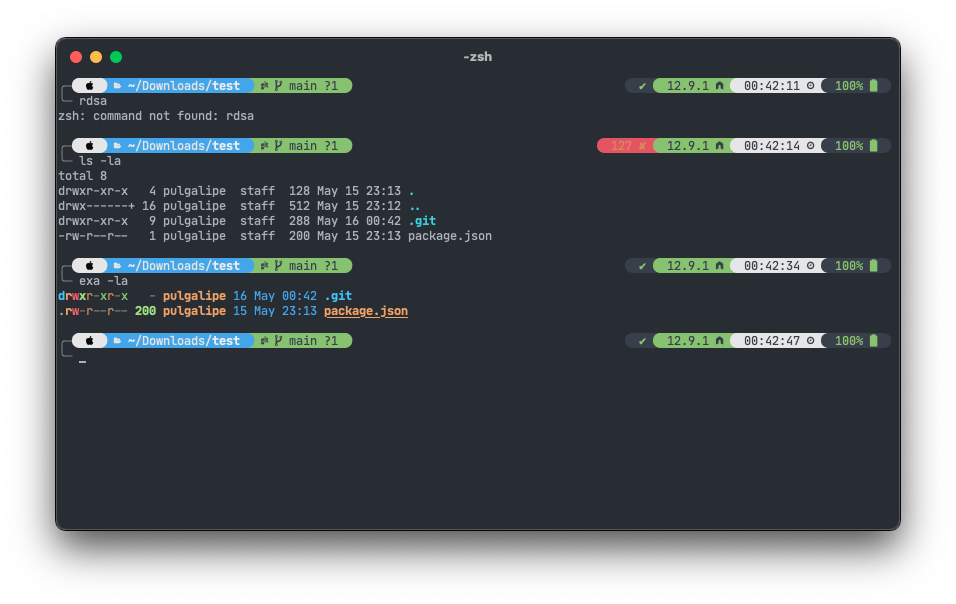 -zsh
~/Downloads/test main ?1 ✔ 12.9.1 00:42:11 100%
rdsa
zsh: command not found: rdsa
~/Downloads/test main ?1 127 ✘ 12.9.1 00:42:14 100%
ls -la
total 8
drwxr-xr-x   4 pulgalipe  staff  128 May 15 23:13 .
drwx------+ 16 pulgalipe  staff  512 May 15 23:12 ..
drwxr-xr-x   9 pulgalipe  staff  288 May 16 00:42 .git
-rw-r--r--   1 pulgalipe  staff  200 May 15 23:13 package.json
~/Downloads/test main ?1 ✔ 12.9.1 00:42:34 100%
exa -la
drwxr-xr-x   - pulgalipe 16 May 00:42 .git
.rw-r--r-- 200 pulgalipe 15 May 23:13 package.json
~/Downloads/test main ?1 ✔ 12.9.1 00:42:47 100%
_